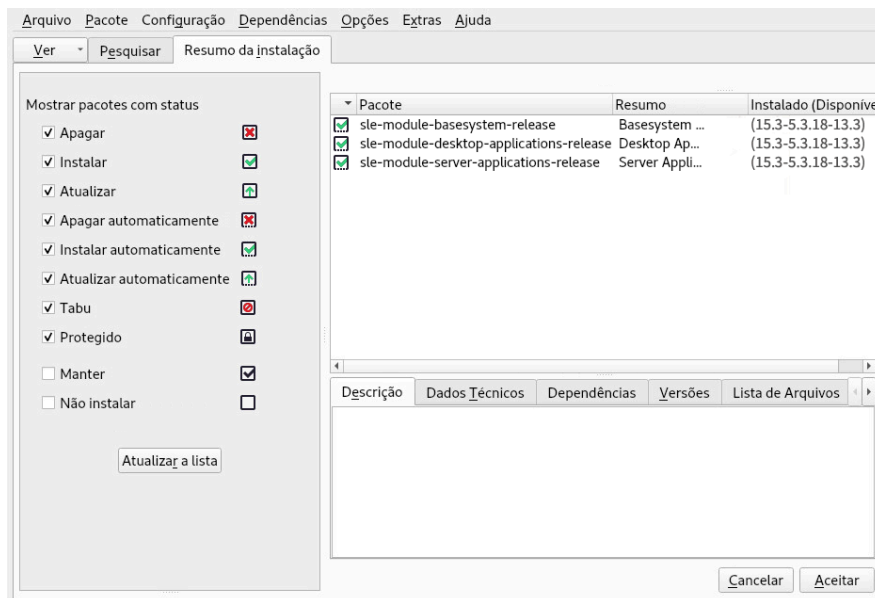 Arquivo Pacote Configuração Dependências Opções Extras Ajuda
Ver Pesquisar Resumo da instalação
Mostrar pacotes com status
Apagar
Instalar
Atualizar
Apagar automaticamente
Instalar automaticamente
Atualizar automaticamente
Tabu
Protegido
Manter
Não instalar
Atualizar a lista
Pacote Resumo Instalado (Disponíve
sle-module-basesystem-release Basesystem ... (15.3-5.3.18-13.3)
sle-module-desktop-applications-release Desktop Ap... (15.3-5.3.18-13.3)
sle-module-server-applications-release Server Appli... (15.3-5.3.18-13.3)
Descrição Dados Técnicos Dependências Versões Lista de Arquivos
Cancelar Aceitar